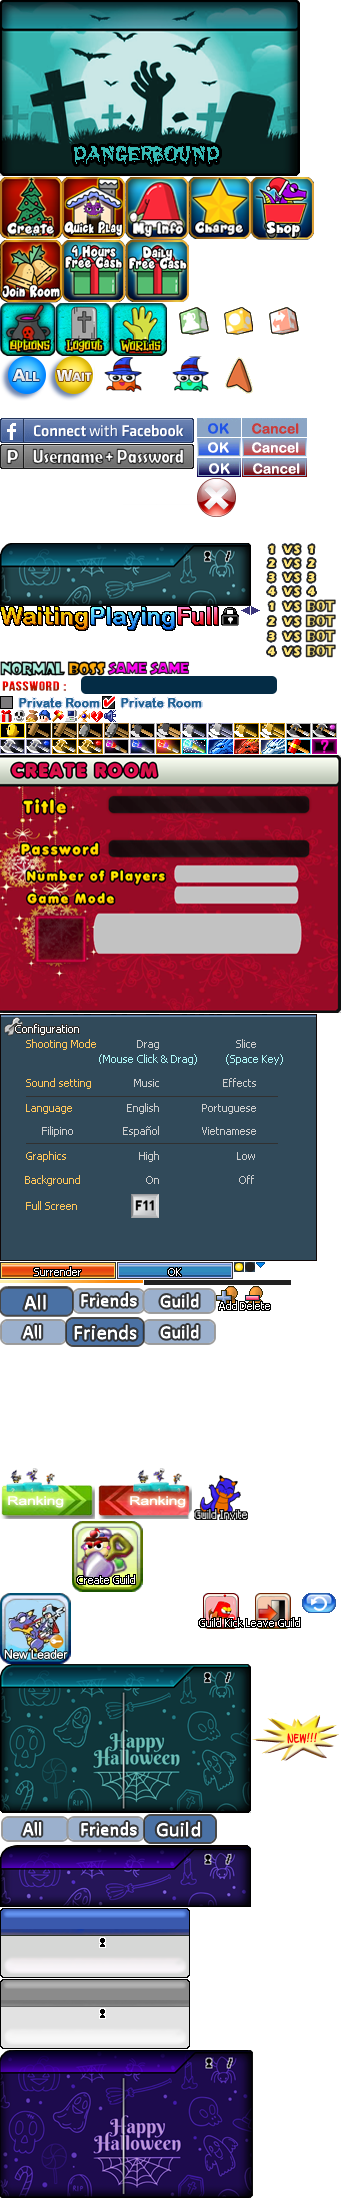 DANGERBOUND
Create Quick Play My Info Charge Shop
Join Room 4 Hours Free Cash Daily Free Cash
Options Logout Worlds
ALL WAIT
f Connect with Facebook OK Cancel
P Username + Password OK Cancel
OK Cancel
1 VS 1
2 VS 2
3 VS 3
4 VS 4
1 VS BOT
2 VS BOT
3 VS BOT
4 VS BOT
/
Waiting Playing Full
NORMAL BOSS SAME SAME
PASSWORD :
Private Room Private Room
?
CREATE ROOM
Title
Password
Number of Players
Game Mode
Configuration
Shooting Mode Drag Slice
(Mouse Click & Drag) (Space Key)
Sound setting Music Effects
Language English Portuguese
Filipino Español Vietnamese
Graphics High Low
Background On Off
Full Screen F11
Surrender OK
All Friends Guild Add Delete
All Friends Guild
Ranking Ranking Guild Invite
Create Guild
New Leader Guild Kick Leave Guild
/
Happy
Halloween
RIP
NEW!!!
All Friends Guild
/
/
Happy
Halloween
RIP